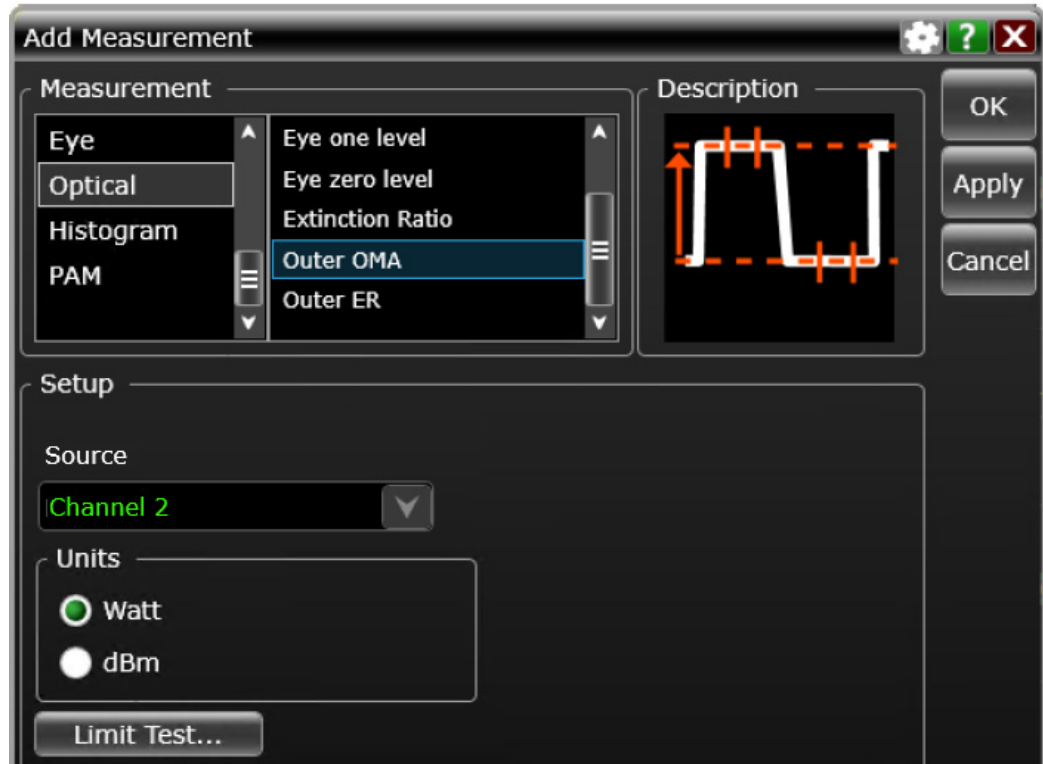 Add Measurement
?
X
Measurement
Eye
Optical
Histogram
PAM
Eye one level
Eye zero level
Extinction Ratio
Outer OMA
Outer ER
Description
OK
Apply
Cancel
Setup
Source
Channel 2
Units
Watt
dBm
Limit Test...